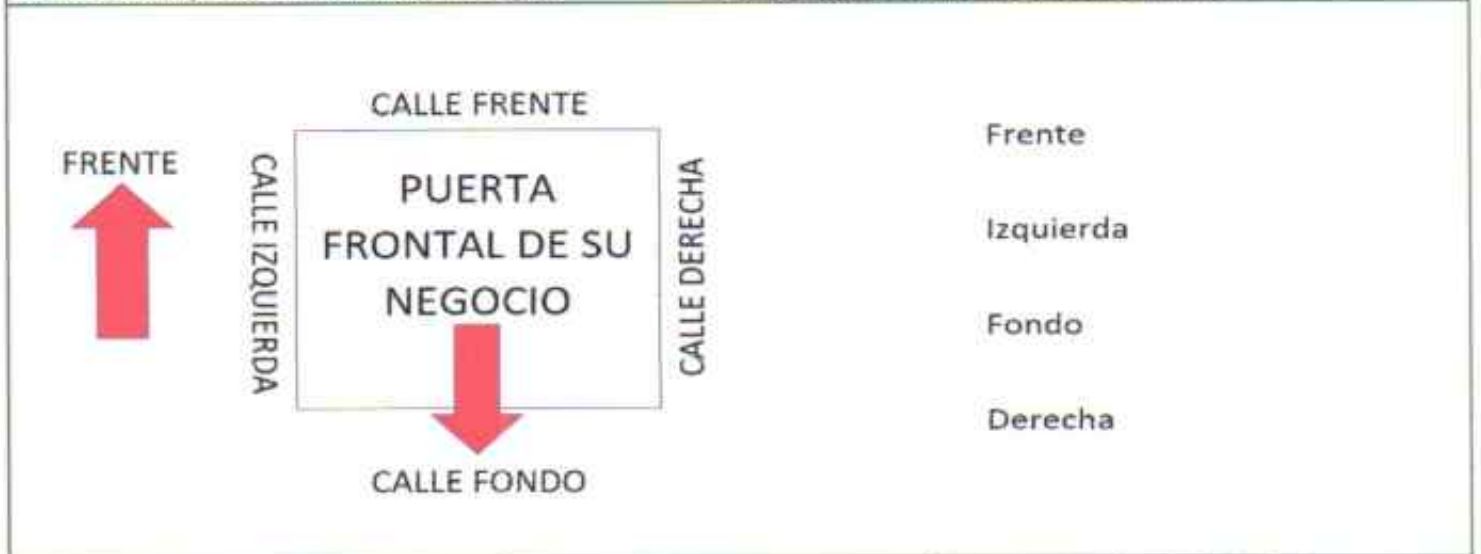 CALLE FRENTE
FRENTE
CALLE IZQUIERDA
PUERTA
FRONTAL DE SU
NEGOCIO
CALLE DERECHA
CALLE FONDO
Frente
Izquierda
Fondo
Derecha